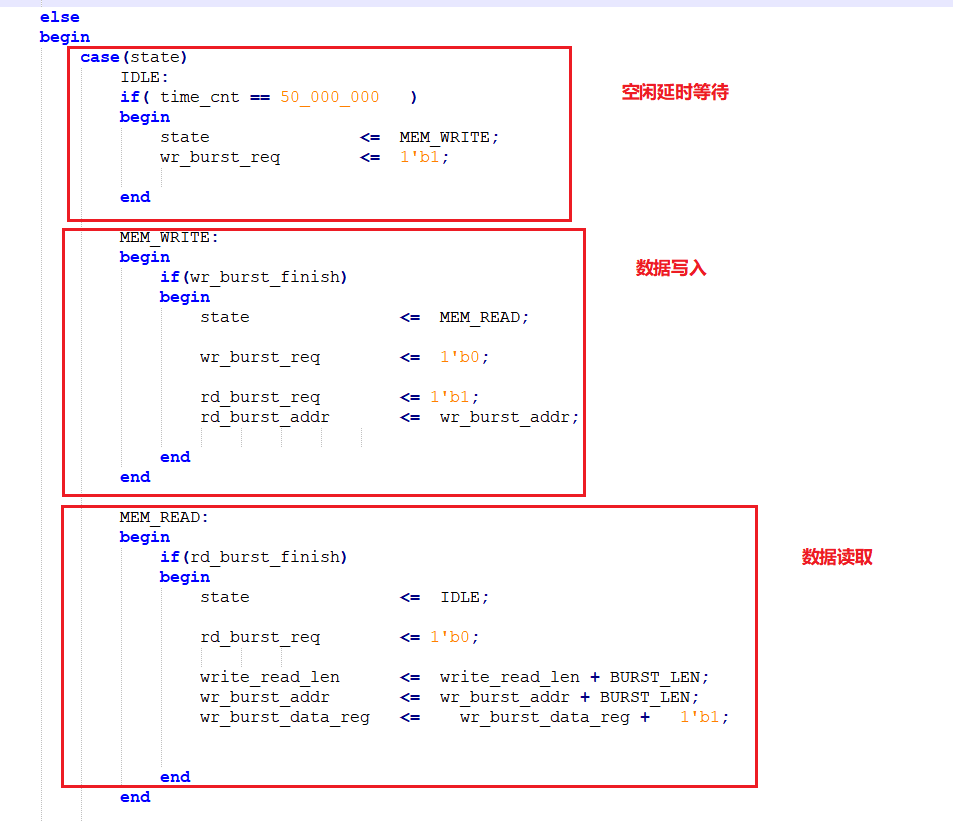 else
begin
case(state)
IDLE:
if( time_cnt == 50_000_000 )
begin
state <= MEM_WRITE;
wr_burst_req <= 1'b1;
end
空闲延时等待
MEM_WRITE:
begin
if(wr_burst_finish)
begin
state <= MEM_READ;
wr_burst_req <= 1'b0;
rd_burst_req <= 1'b1;
rd_burst_addr <= wr_burst_addr;
end
end
数据写入
MEM_READ:
begin
if(rd_burst_finish)
begin
state <= IDLE;
rd_burst_req <= 1'b0;
write_read_len <= write_read_len + BURST_LEN;
wr_burst_addr <= wr_burst_addr + BURST_LEN;
wr_burst_data_reg <= wr_burst_data_reg + 1'b1;
end
end
数据读取